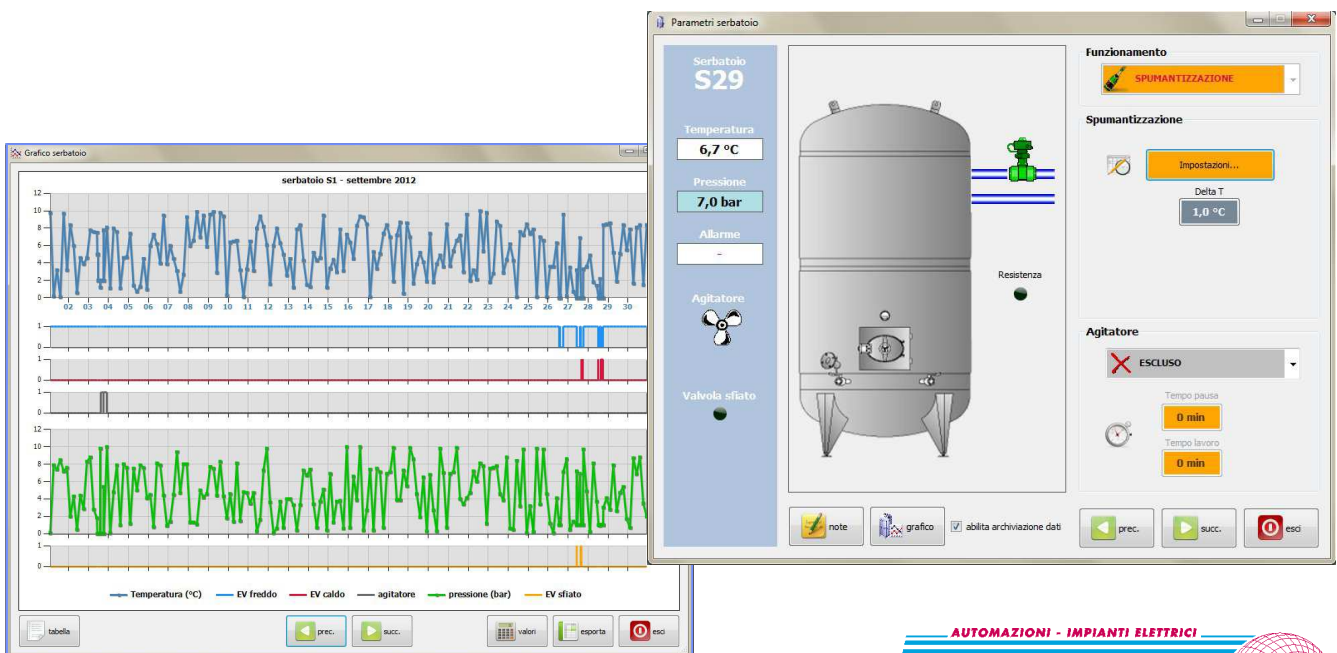 Parametri serbatoio
Serbatoio
S29
Temperatura
6,7 °C
Pressione
7,0 bar
Allarme
-
Agitatore
Valvola sfiato
Resistenza
note
grafico
abilita archiviazione dati
Funzionamento
SPUMANTIZZAZIONE
Spumantizzazione
Impostazioni...
Delta T
1,0 °C
Agitatore
ESCLUSO
Tempo pausa
0 min
Tempo lavoro
0 min
prec.
succ.
esci
Grafico serbatoio
serbatoio S1 - settembre 2012
12
10
8
6
4
2
0
02 03 04 05 06 07 08 09 10 11 12 13 14 15 16 17 18 19 20 21 22 23 24 25 26 27 28 29 30
1
0
1
0
1
0
12
10
8
6
4
2
0
1
0
Temperatura (°C) EV freddo EV caldo agitatore pressione (bar) EV sfiato
tabella
prec.
succ.
valori
esporta
esci
AUTOMAZIONI - IMPIANTI ELETTRICI